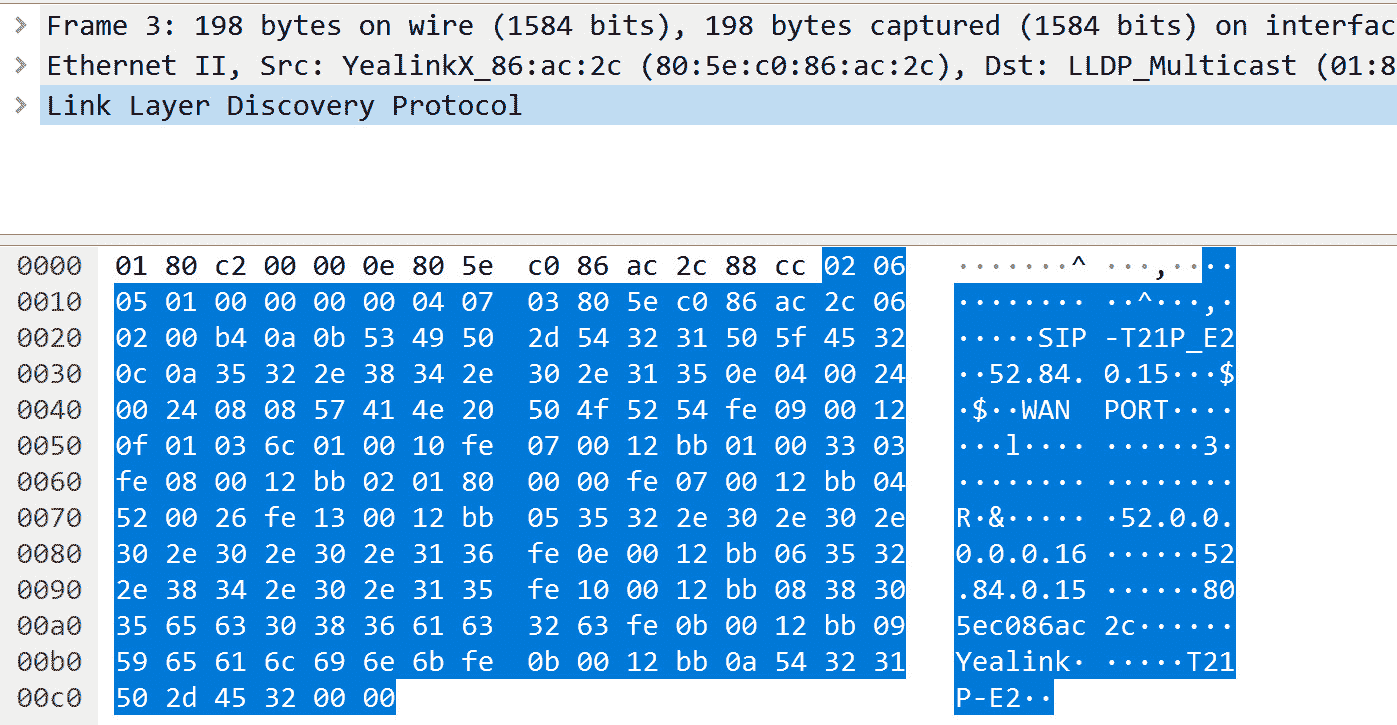 Frame 3: 198 bytes on wire (1584 bits), 198 bytes captured (1584 bits) on interfac
Ethernet II, Src: YealinkX_86:ac:2c (80:5e:c0:86:ac:2c), Dst: LLDP_Multicast (01:8
Link Layer Discovery Protocol
0000 01 80 c2 00 00 0e 80 5e c0 86 ac 2c 88 cc 02 06 ·······^ ···,····
0010 05 01 00 00 00 00 04 07 03 80 5e c0 86 ac 2c 06 ········ ··^···,·
0020 02 00 b4 0a 0b 53 49 50 2d 54 32 31 50 5f 45 32 ·····SIP -T21P_E2
0030 0c 0a 35 32 2e 38 34 2e 30 2e 31 35 0e 04 00 24 ··52.84. 0.15···$
0040 00 24 08 08 57 41 4e 20 50 4f 52 54 fe 09 00 12 ·$··WAN PORT····
0050 0f 01 03 6c 01 00 10 fe 07 00 12 bb 01 00 33 03 ···l···· ······3·
0060 fe 08 00 12 bb 02 01 80 00 00 fe 07 00 12 bb 04 ········ ········
0070 52 00 26 fe 13 00 12 bb 05 35 32 2e 30 2e 30 2e R·&····· ·52.0.0.
0080 30 2e 30 2e 30 2e 31 36 fe 0e 00 12 bb 06 35 32 0.0.0.16 ······52
0090 2e 38 34 2e 30 2e 31 35 fe 10 00 12 bb 08 38 30 .84.0.15 ······80
00a0 35 65 63 30 38 36 61 63 32 63 fe 0b 00 12 bb 09 5ec086ac 2c······
00b0 59 65 61 6c 69 6e 6b fe 0b 00 12 bb 0a 54 32 31 Yealink· ·····T21
00c0 50 2d 45 32 00 00 P-E2··